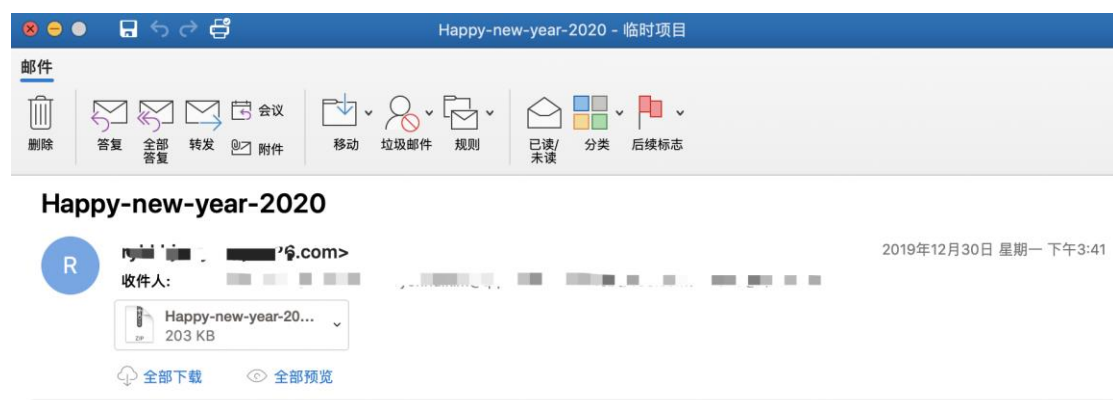 Happy-new-year-2020 - 临时项目
邮件
删除
答复
全部答复
转发
会议
附件
移动
垃圾邮件
规则
已读/未读
分类
后续标志
Happy-new-year-2020
R
6.com>
2019年12月30日 星期一 下午3:41
收件人:
Happy-new-year-20...
ZIP
203 KB
全部下载
全部预览